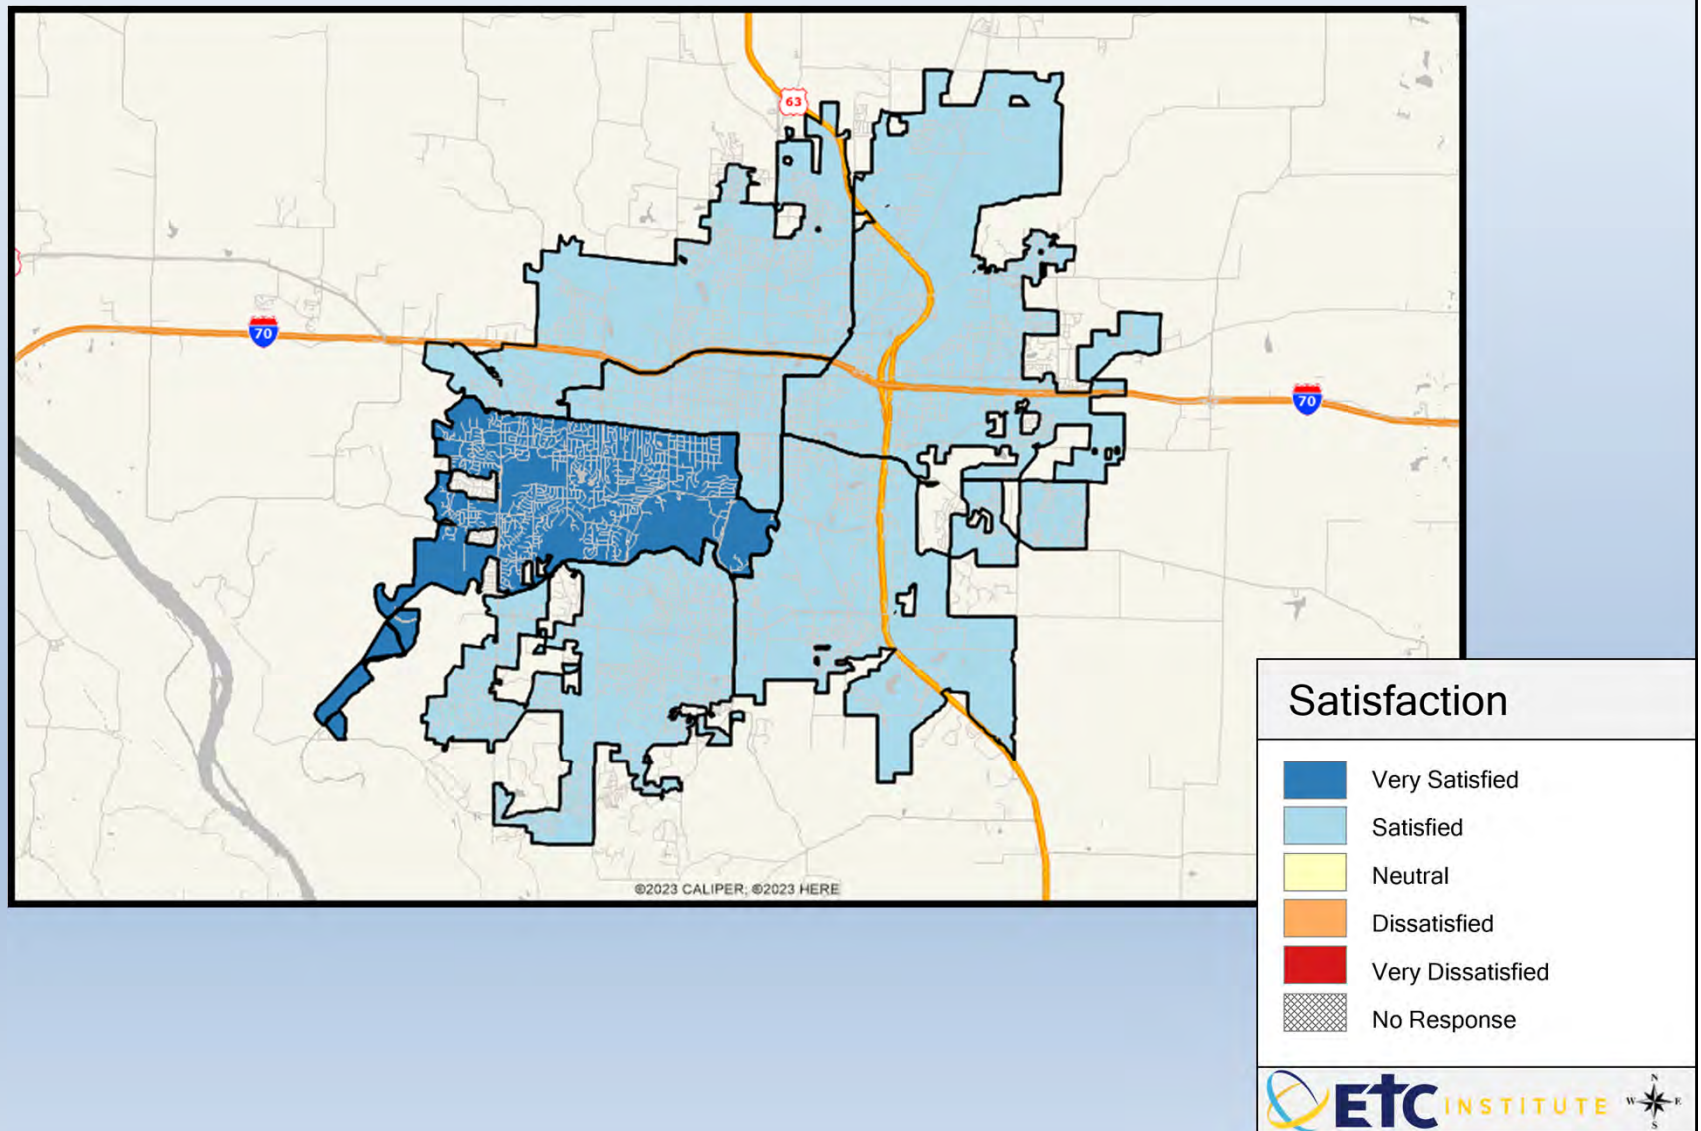 63
70
70
©2023 CALIPER; ©2023 HERE
Satisfaction
Very Satisfied
Satisfied
Neutral
Dissatisfied
Very Dissatisfied
No Response
ETC INSTITUTE
N
W E
S